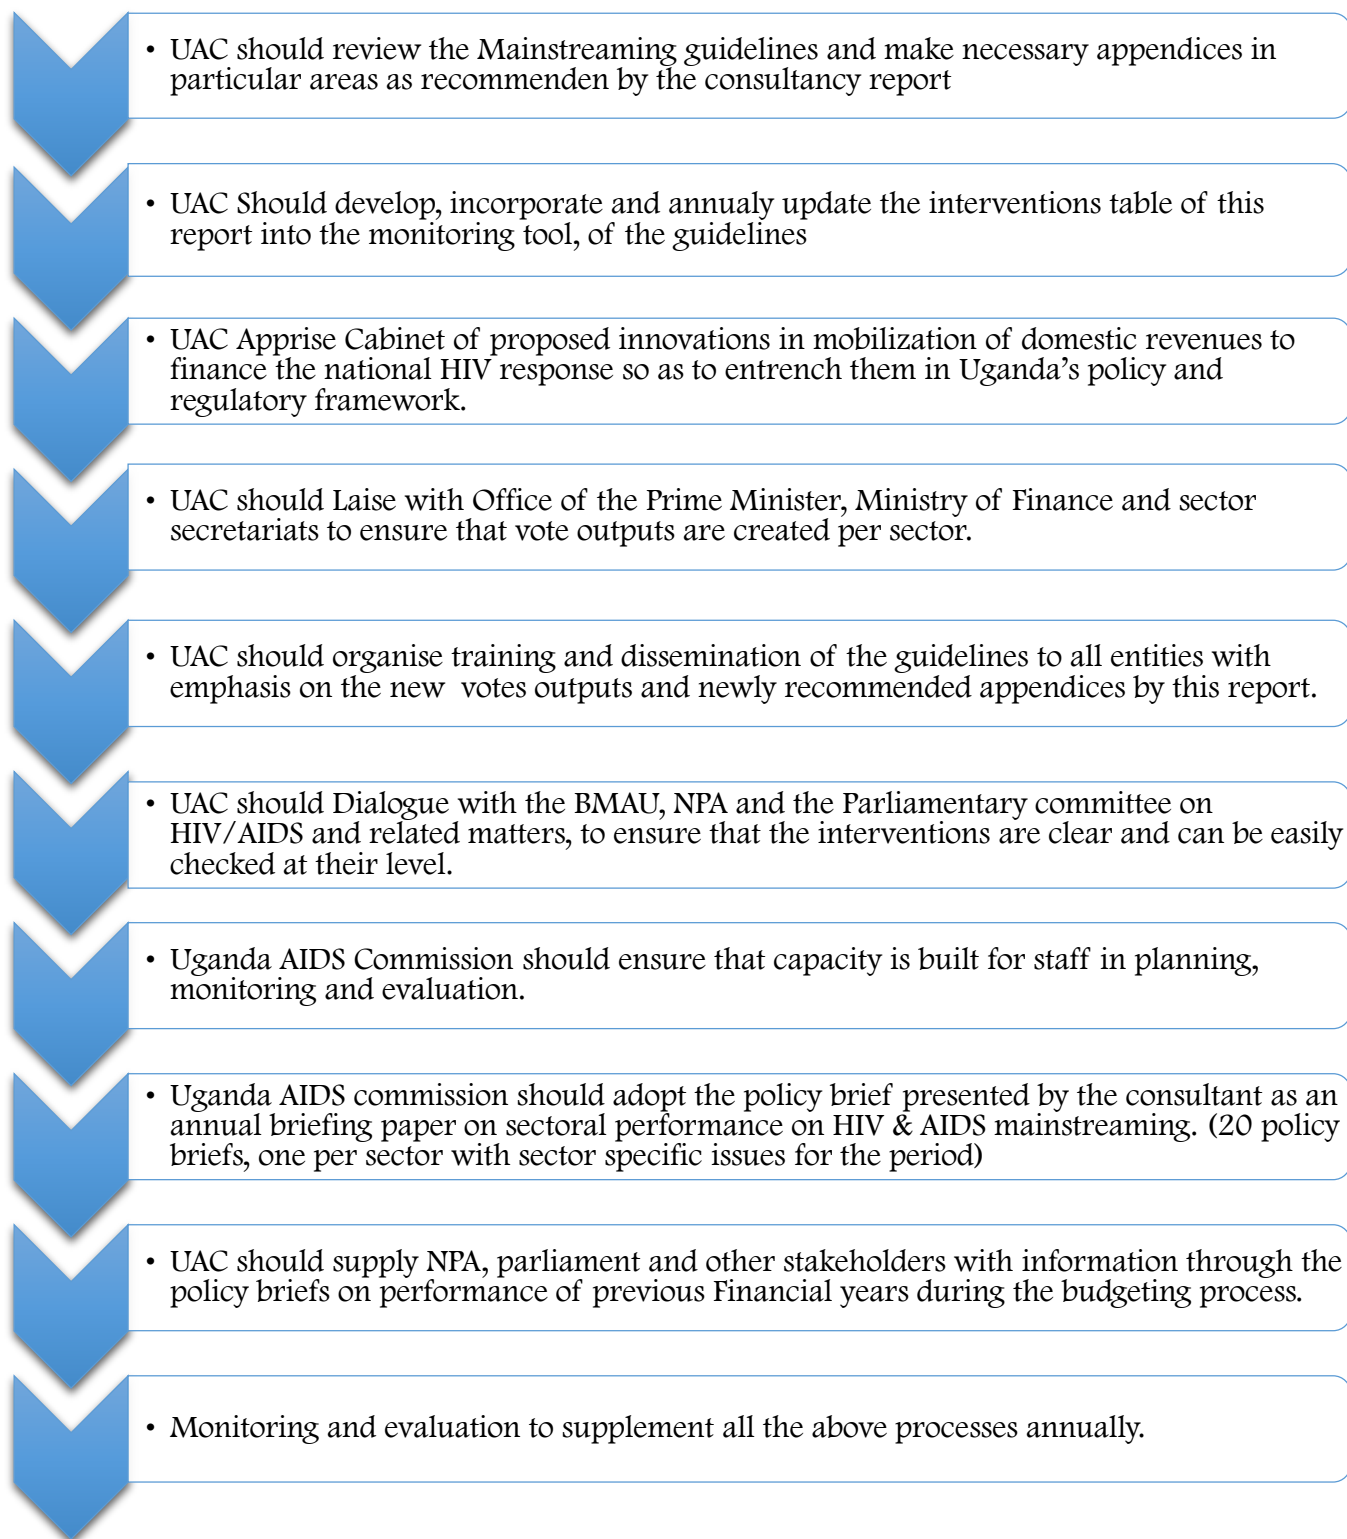 • UAC should review the Mainstreaming guidelines and make necessary appendices in
particular areas as recommenden by the consultancy report
• UAC Should develop, incorporate and annualy update the interventions table of this
report into the monitoring tool, of the guidelines
• UAC Apprise Cabinet of proposed innovations in mobilization of domestic revenues to
finance the national HIV response so as to entrench them in Uganda’s policy and
regulatory framework.
• UAC should Laise with Office of the Prime Minister, Ministry of Finance and sector
secretariats to ensure that vote outputs are created per sector.
• UAC should organise training and dissemination of the guidelines to all entities with
emphasis on the new votes outputs and newly recommended appendices by this report.
• UAC should Dialogue with the BMAU, NPA and the Parliamentary committee on
HIV/AIDS and related matters, to ensure that the interventions are clear and can be easily
checked at their level.
• Uganda AIDS Commission should ensure that capacity is built for staff in planning,
monitoring and evaluation.
• Uganda AIDS commission should adopt the policy brief presented by the consultant as an
annual briefing paper on sectoral performance on HIV & AIDS mainstreaming. (20 policy
briefs, one per sector with sector specific issues for the period)
• UAC should supply NPA, parliament and other stakeholders with information through the
policy briefs on performance of previous Financial years during the budgeting process.
• Monitoring and evaluation to supplement all the above processes annually.